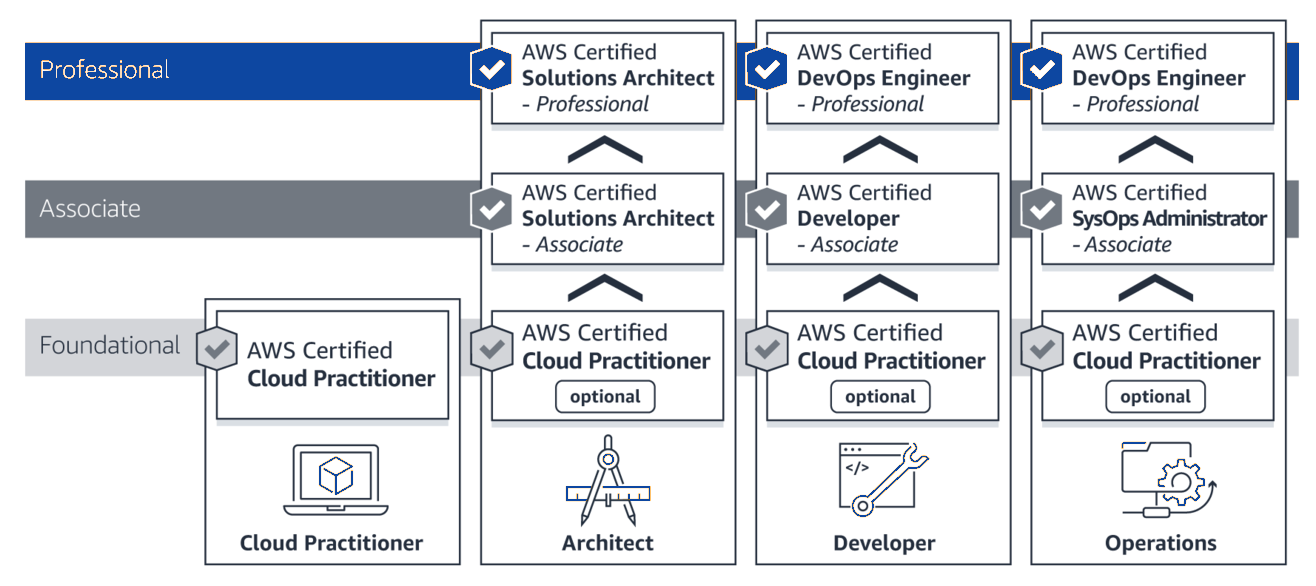 Professional
AWS Certified
Solutions Architect
- Professional
AWS Certified
DevOps Engineer
- Professional
AWS Certified
DevOps Engineer
- Professional
Associate
AWS Certified
Solutions Architect
- Associate
AWS Certified
Developer
- Associate
AWS Certified
SysOps Administrator
- Associate
Foundational
AWS Certified
Cloud Practitioner
AWS Certified
Cloud Practitioner
optional
AWS Certified
Cloud Practitioner
optional
AWS Certified
Cloud Practitioner
optional
</>
Cloud Practitioner
Architect
Developer
Operations